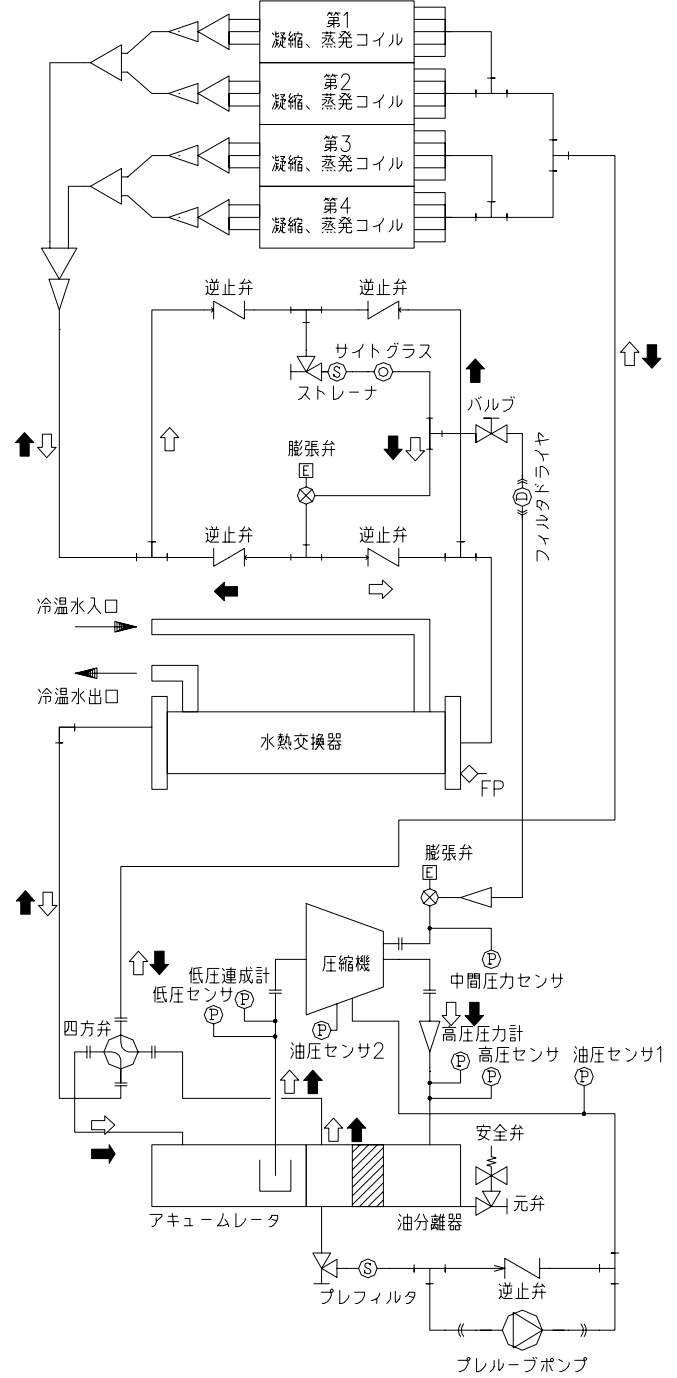 第1
凝縮、蒸発コイル
第2
凝縮、蒸発コイル
第3
凝縮、蒸発コイル
第4
凝縮、蒸発コイル
逆止弁
逆止弁
サイトグラス
S
ストレーナ
バルブ
膨張弁
E
フィルタドライヤ
D
逆止弁
逆止弁
冷温水入口
冷温水出口
水熱交換器
FP
膨張弁
E
圧縮機
中間圧力センサ
P
低圧連成計
P
低圧センサ
P
四方弁
油圧センサ2
P
高圧圧力計
P
高圧センサ
P
油圧センサ1
P
安全弁
元弁
アキュームレータ
油分離器
S
プレフィルタ
逆止弁
プレルーブポンプ